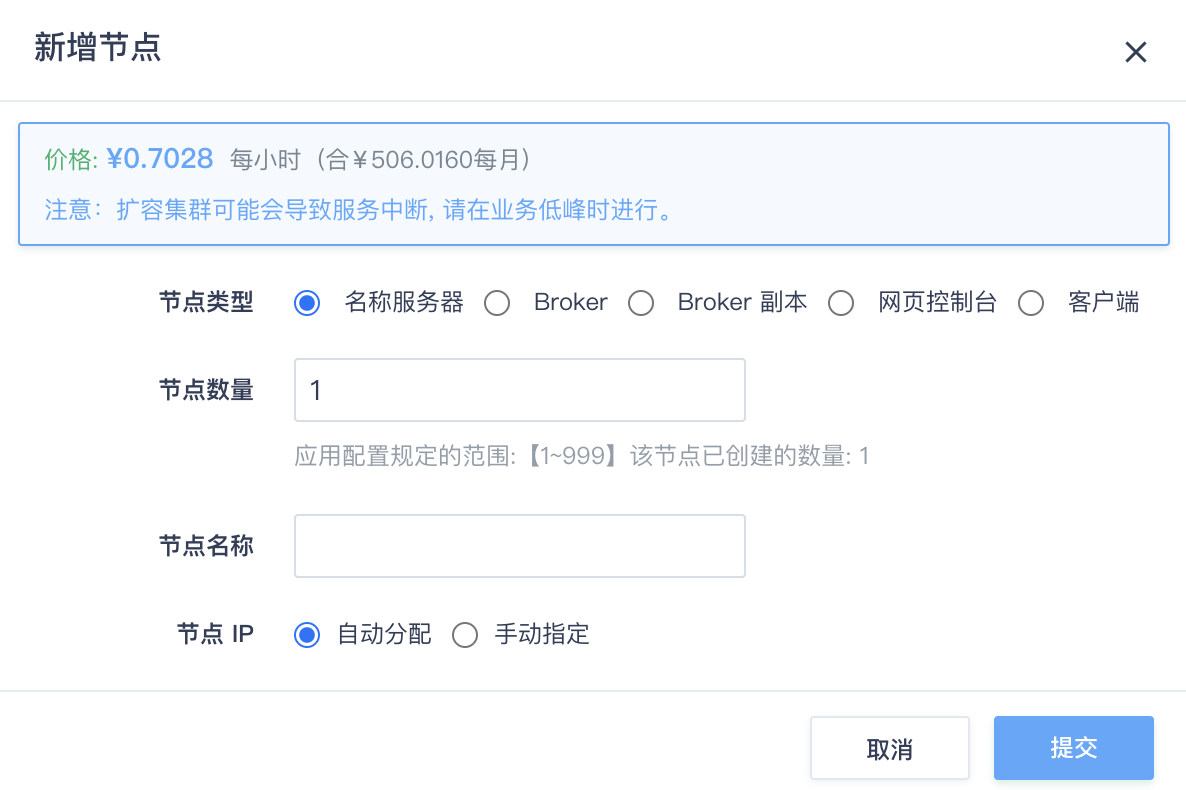 新增节点
价格: ¥0.7028 每小时（合￥506.0160每月）
注意：扩容集群可能会导致服务中断, 请在业务低峰时进行。
节点类型 名称服务器 Broker Broker 副本 网页控制台 客户端
节点数量 1
应用配置规定的范围:【1~999】该节点已创建的数量: 1
节点名称
节点 IP 自动分配 手动指定
取消 提交